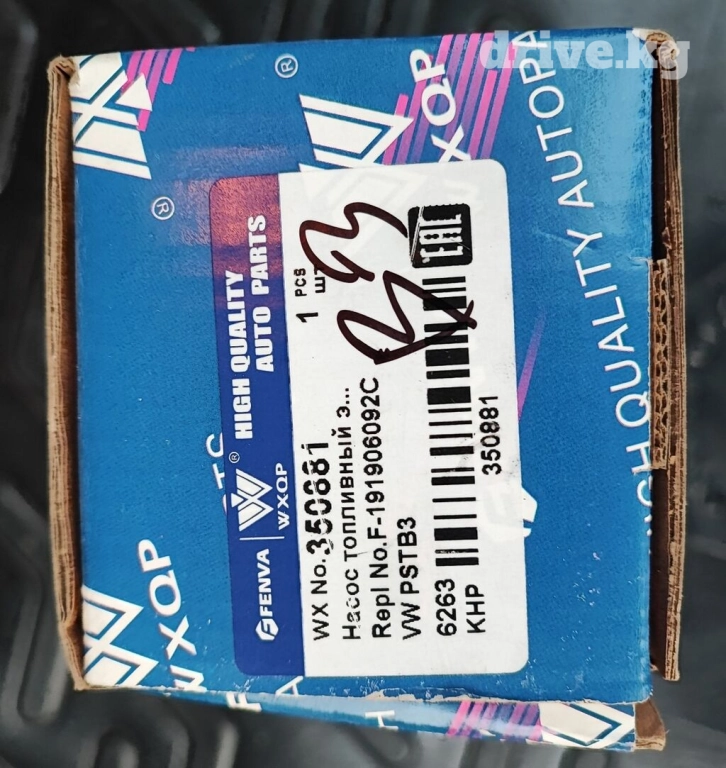 drive.kg
WXQP
HIGH QUALITY AUTOPA
FENVA
WXQP
HIGH QUALITY
AUTO PARTS
WX No.350881
1 PCS
шт
Насос топливный э...
Repl No.F-191906092C
VW PSTB3
6263
KHP
350881
EAC
WXQP